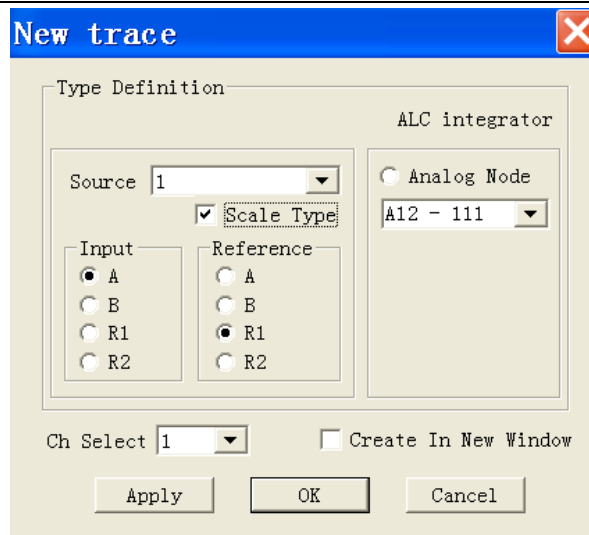 New trace
Type Definition
ALC integrator
Source 1
Scale Type
Analog Node
A12 - 111
Input
Reference
A
A
B
B
R1
R1
R2
R2
Ch Select 1
Create In New Window
Apply
OK
Cancel